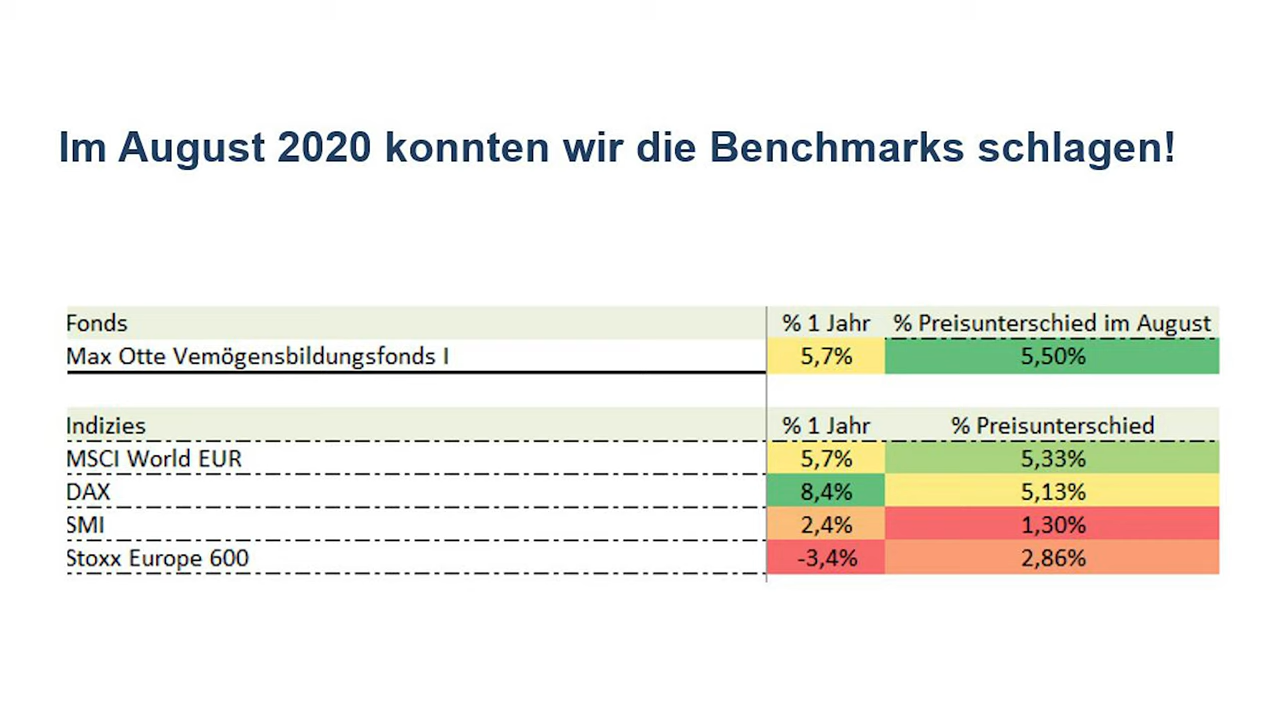 Im August 2020 konnten wir die Benchmarks schlagen!
Fonds % 1 Jahr % Preisunterschied im August
Max Otte Vemögensbildungsfonds I 5,7% 5,50%
Indizies % 1 Jahr % Preisunterschied
MSCI World EUR 5,7% 5,33%
DAX 8,4% 5,13%
SMI 2,4% 1,30%
Stoxx Europe 600 -3,4% 2,86%